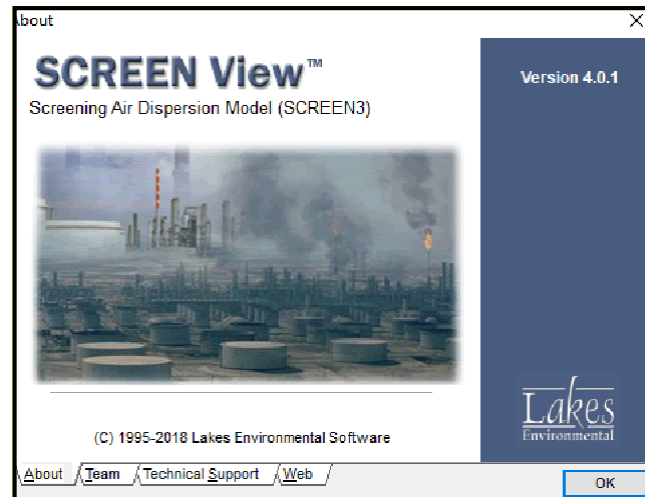 About
SCREEN View™
Version 4.0.1
Screening Air Dispersion Model (SCREEN3)
Lakes
Environmental
(C) 1995-2018 Lakes Environmental Software
About Team Technical Support Web
OK